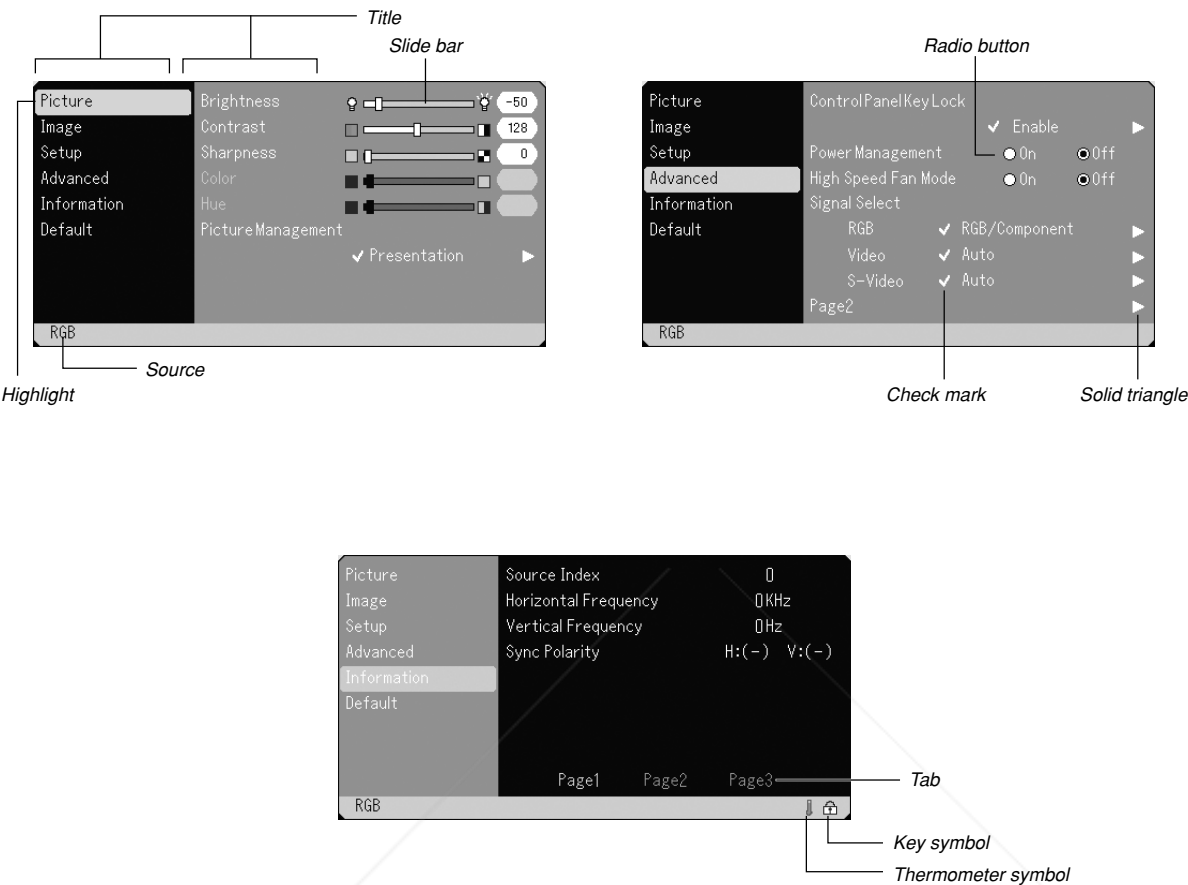 Title
Slide bar
Radio button
Picture
Image
Setup
Advanced
Information
Default
Brightness -50
Contrast 128
Sharpness 0
Color
Hue
Picture Management
Presentation
RGB
Source
Highlight
Picture
Image
Setup
Advanced
Information
Default
Control Panel Key Lock
Enable
Power Management On Off
High Speed Fan Mode On Off
Signal Select
RGB RGB/Component
Video Auto
S-Video Auto
Page2
RGB
Check mark
Solid triangle
Picture
Image
Setup
Advanced
Information
Default
Source Index 0
Horizontal Frequency 0KHz
Vertical Frequency 0Hz
Sync Polarity H:(-) V:(-)
Page1 Page2 Page3
RGB
Tab
Key symbol
Thermometer symbol